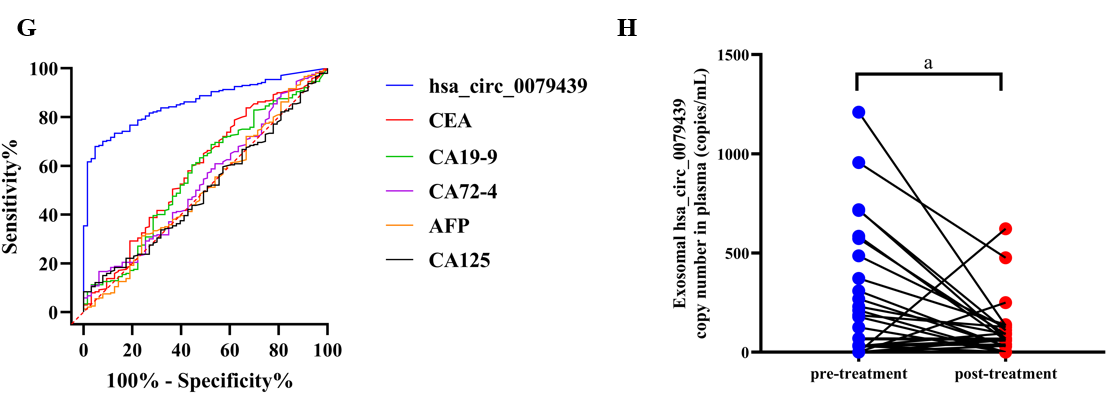 G
100
80
60
40
20
0
Sensitivity%
0 20 40 60 80 100
100% - Specificity%
hsa_circ_0079439
CEA
CA19-9
CA72-4
AFP
CA125
H
1500
1000
500
0
Exosomal hsa_circ_0079439
copy number in plasma (copies/mL)
a
pre-treatment post-treatment